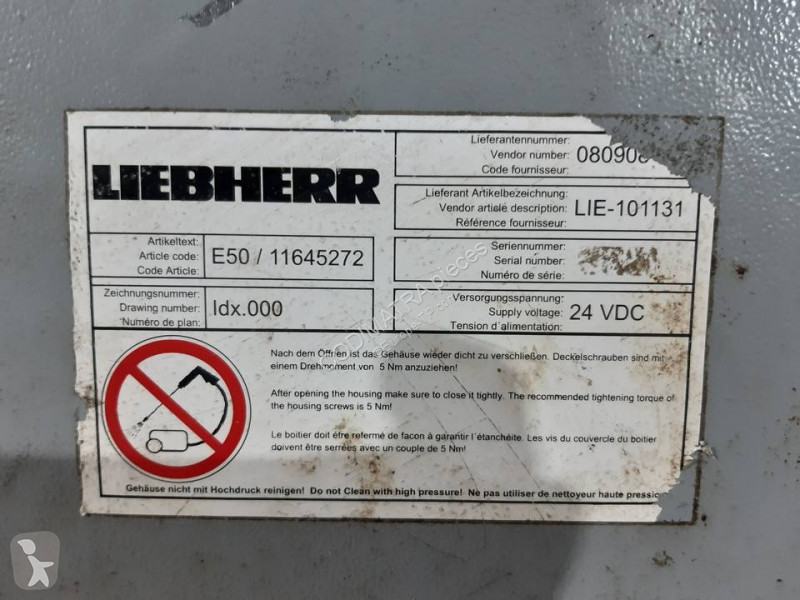 LIEBHERR
Lieferantennummer:
Vendor number: 080908
Code fournisseur:
Lieferant Artikelbezeichnung:
Vendor article description: LIE-101131
Référence fournisseur:
Artikeltext:
Article code: E50 / 11645272
Code Article:
Seriennummer:
Serial number:
Numéro de série:
Zeichnungsnummer:
Drawing number: Idx.000
Numéro de plan:
Versorgungsspannung:
Supply voltage: 24 VDC
Tension d´alimentation:
Nach dem Öffnen ist das Gehäuse wieder dicht zu verschließen. Deckelschrauben sind mit
einem Drehmoment von 5 Nm anzuziehen!
After opening the housing make sure to close it tightly. The recommended tightening torque of
the housing screws is 5 Nm!
Le boitier doit étre refermé de facon à garantir l´étanchéite. Les vis du couvercle du boitier
doivent être serrées avec un couple de 5 Nm!
Gehäuse nicht mit Hochdruck reinigen! Do not Clean with high pressure! Ne pas utiliser de nettoyeur haute pression